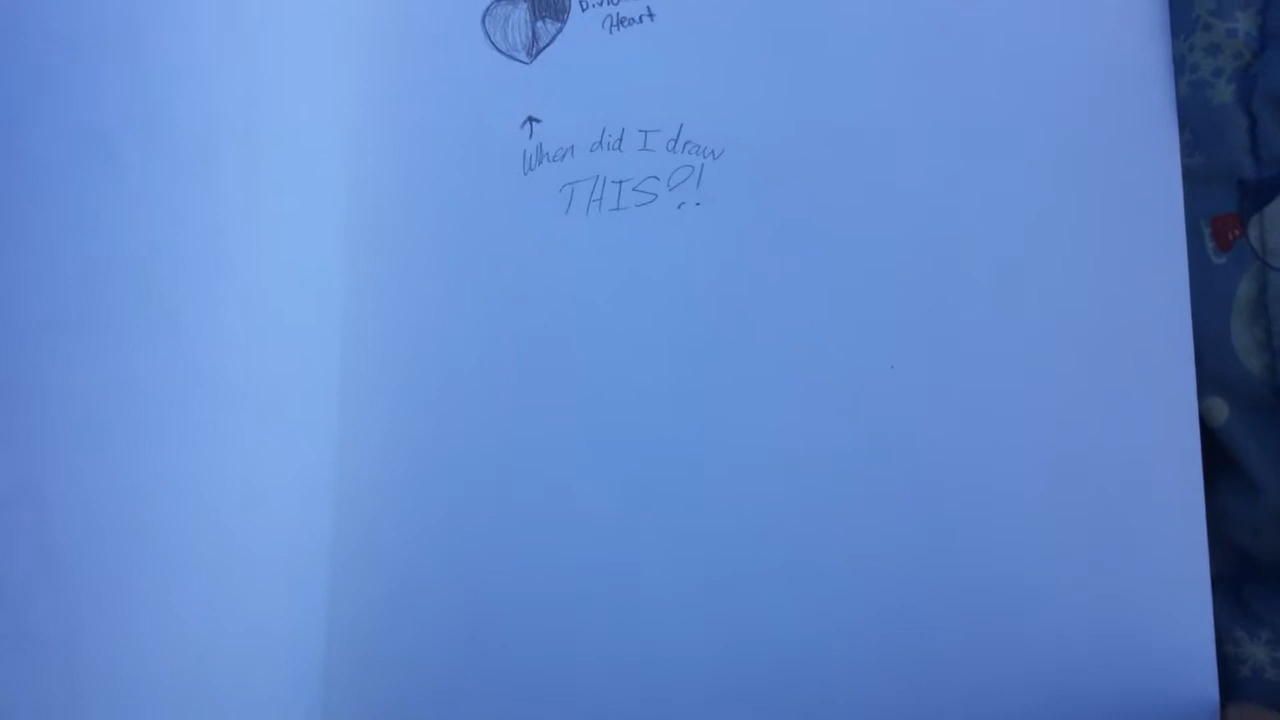 Heart
↑
When did I draw
THIS?!